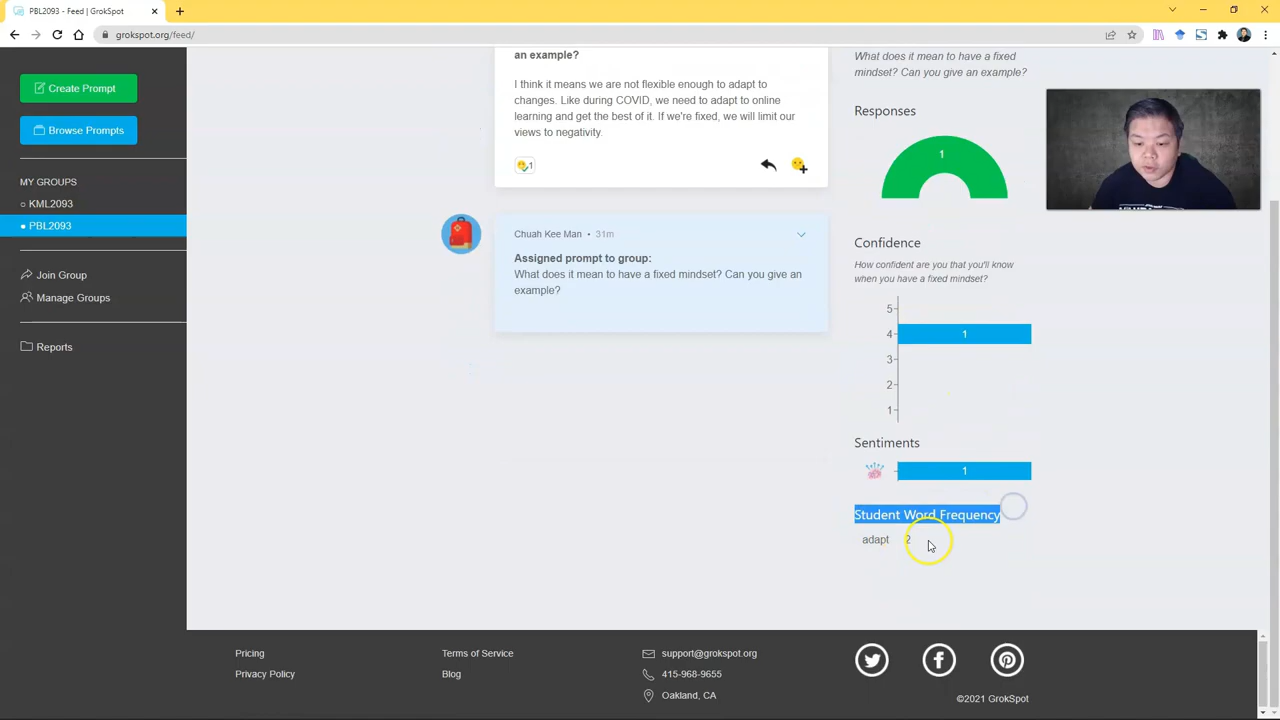 PBL2093 - Feed | GrokSpot
grokspot.org/feed/
Create Prompt
Browse Prompts
MY GROUPS
KML2093
PBL2093
Join Group
Manage Groups
Reports
an example?
I think it means we are not flexible enough to adapt to
changes. Like during COVID, we need to adapt to online
learning and get the best of it. If we're fixed, we will limit our
views to negativity.
1
Chuah Kee Man • 31m
Assigned prompt to group:
What does it mean to have a fixed mindset? Can you give an
example?
What does it mean to have a fixed
mindset? Can you give an example?
Responses
1
Confidence
How confident are you that you'll know
when you have a fixed mindset?
5
4 1
3
2
1
Sentiments
1
Student Word Frequency
adapt 2
Pricing
Privacy Policy
Terms of Service
Blog
support@grokspot.org
415-968-9655
Oakland, CA
©2021 GrokSpot